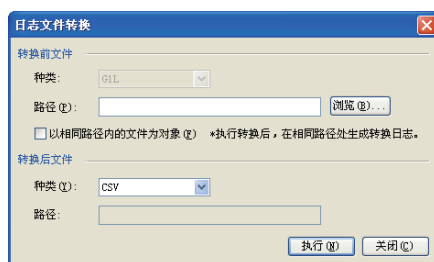 日志文件转换
转换前文件
种类: G1L
路径(P): 浏览(B)...
以相同路径内的文件为对象(F) *执行转换后，在相同路径处生成转换日志。
转换后文件
种类(Y): CSV
路径:
执行(N) 关闭(C)